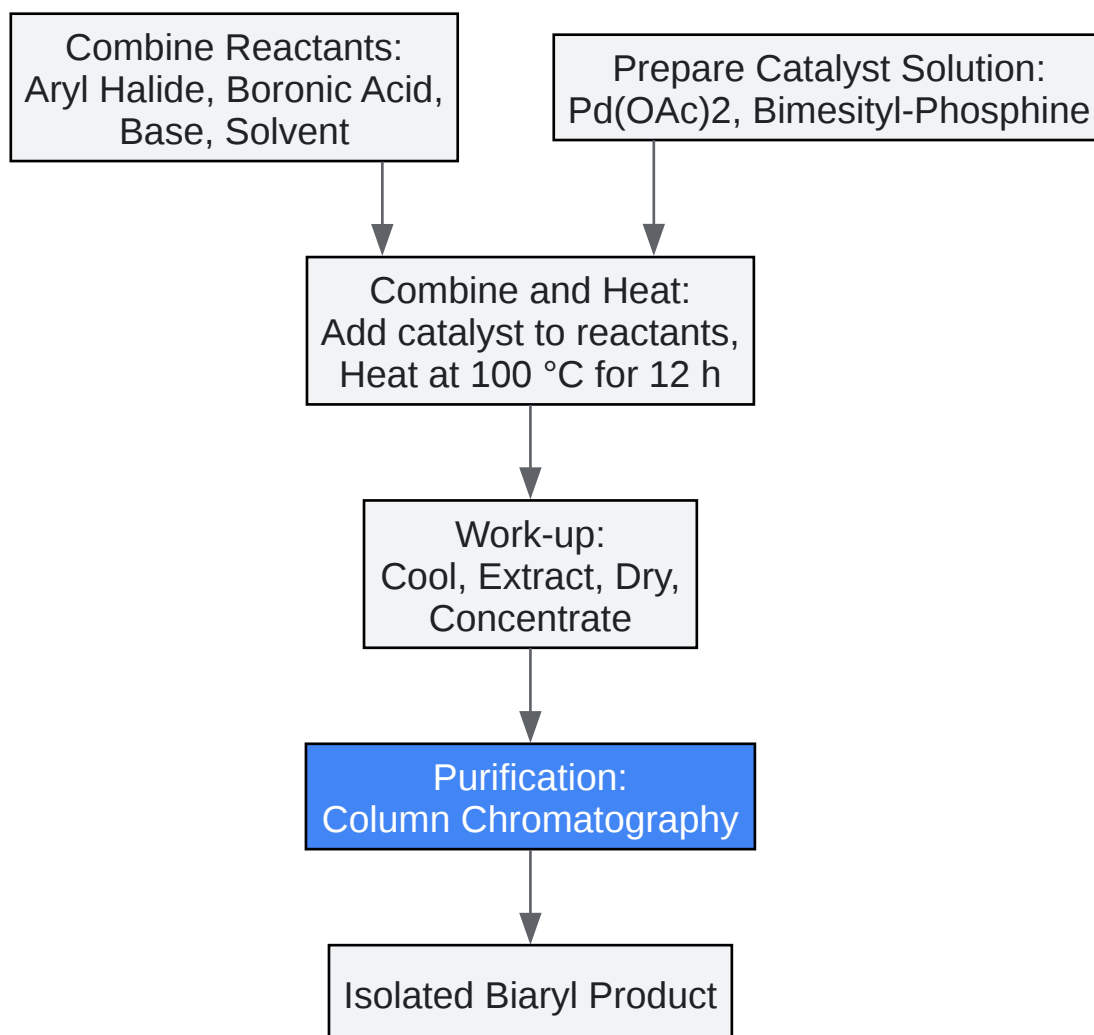 Combine Reactants:
Aryl Halide, Boronic Acid,
Base, Solvent
Prepare Catalyst Solution:
Pd(OAc)2, Bimesityl-Phosphine
Combine and Heat:
Add catalyst to reactants,
Heat at 100 °C for 12 h
Work-up:
Cool, Extract, Dry,
Concentrate
Purification:
Column Chromatography
Isolated Biaryl Product